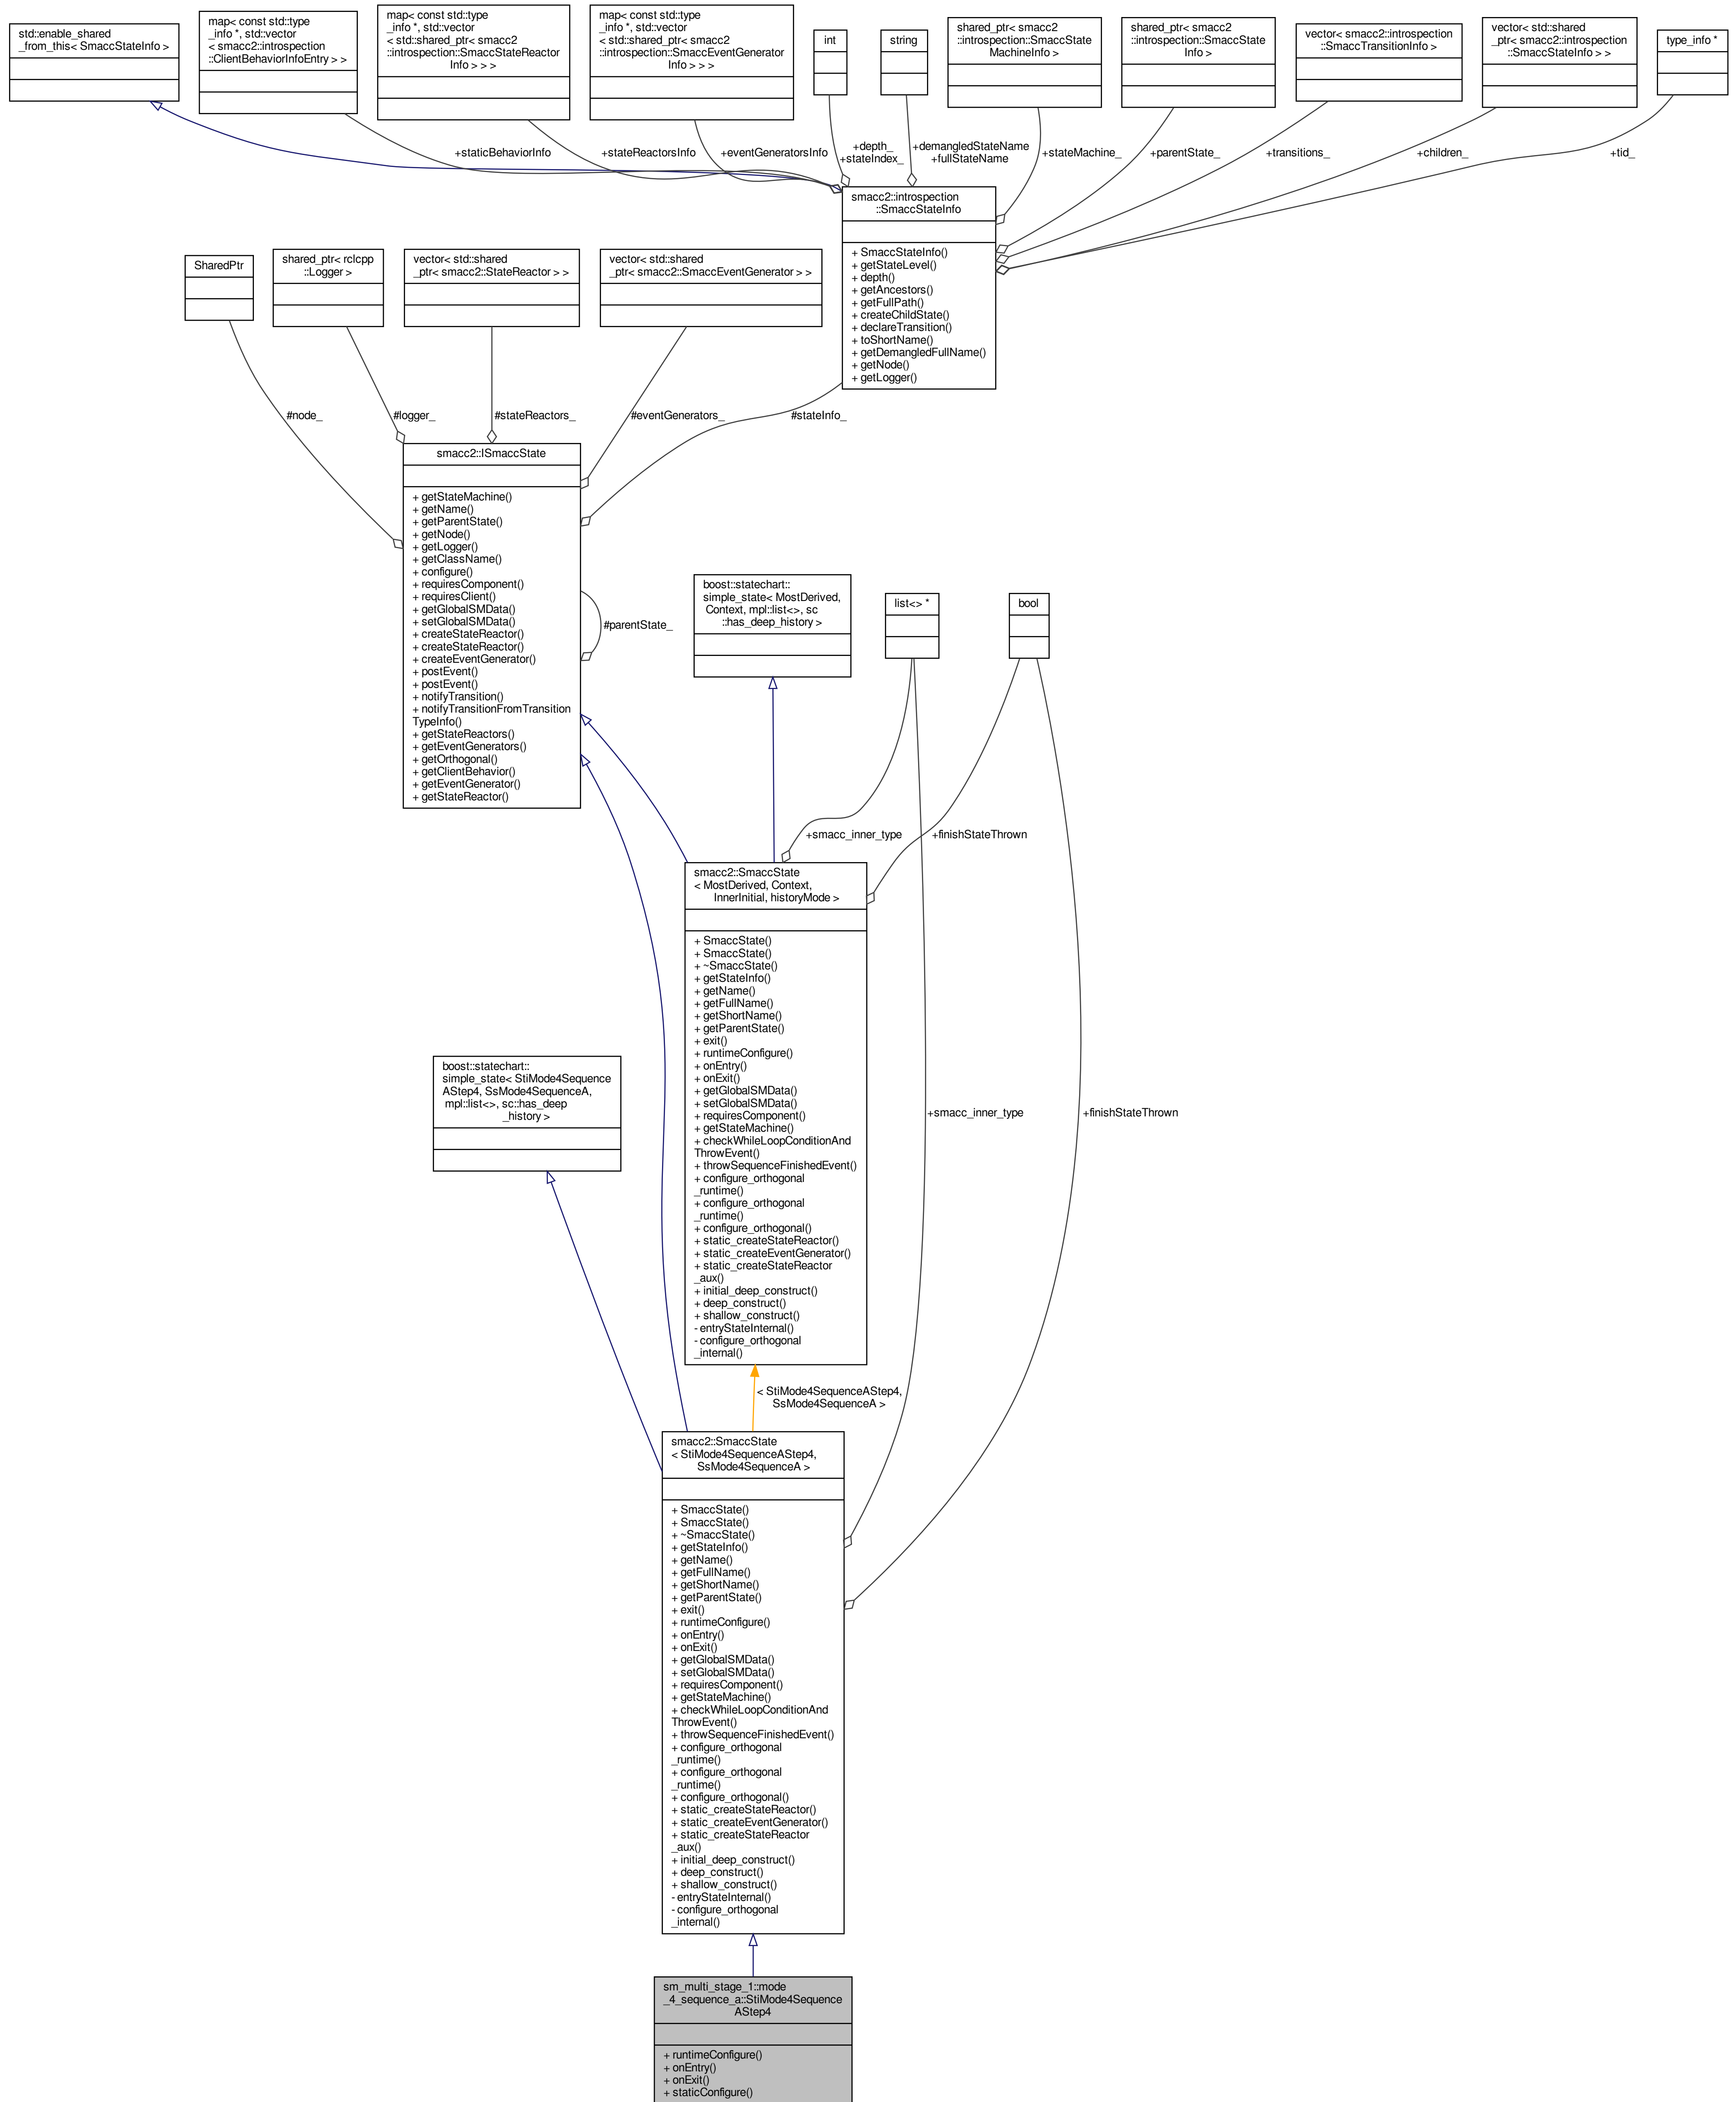 std::enable_shared
_from_this< SmaccStateInfo >
map< const std::type
_info *, std::vector
< smacc2::introspection
::ClientBehaviorInfoEntry > >
map< const std::type
_info *, std::vector
< std::shared_ptr< smacc2
::introspection::SmaccStateReactor
Info > > >
map< const std::type
_info *, std::vector
< std::shared_ptr< smacc2
::introspection::SmaccEventGenerator
Info > > >
int
string
shared_ptr< smacc2
::introspection::SmaccState
MachineInfo >
shared_ptr< smacc2
::introspection::SmaccState
Info >
vector< smacc2::introspection
::SmaccTransitionInfo >
vector< std::shared
_ptr< smacc2::introspection
::SmaccStateInfo > >
type_info *
+staticBehaviorInfo
+stateReactorsInfo
+eventGeneratorsInfo
+depth_
+stateIndex_
+demangledStateName
+fullStateName
+stateMachine_
+parentState_
+transitions_
+children_
+tid_
smacc2::introspection
::SmaccStateInfo
+ SmaccStateInfo()
+ getStateLevel()
+ depth()
+ getAncestors()
+ getFullPath()
+ createChildState()
+ declareTransition()
+ toShortName()
+ getDemangledFullName()
+ getNode()
+ getLogger()
SharedPtr
shared_ptr< rclcpp
::Logger >
vector< std::shared
_ptr< smacc2::StateReactor > >
vector< std::shared
_ptr< smacc2::SmaccEventGenerator > >
#node_
#logger_
#stateReactors_
#eventGenerators_
#stateInfo_
smacc2::ISmaccState
+ getStateMachine()
+ getName()
+ getParentState()
+ getNode()
+ getLogger()
+ getClassName()
+ configure()
+ requiresComponent()
+ requiresClient()
+ getGlobalSMData()
+ setGlobalSMData()
+ createStateReactor()
+ createStateReactor()
+ createEventGenerator()
+ postEvent()
+ postEvent()
+ notifyTransition()
+ notifyTransitionFromTransition
TypeInfo()
+ getStateReactors()
+ getEventGenerators()
+ getOrthogonal()
+ getClientBehavior()
+ getEventGenerator()
+ getStateReactor()
#parentState_
boost::statechart::
simple_state< MostDerived,
Context, mpl::list<>, sc
::has_deep_history >
list<> *
bool
+smacc_inner_type
+finishStateThrown
smacc2::SmaccState
< MostDerived, Context,
InnerInitial, historyMode >
+ SmaccState()
+ SmaccState()
+ ~SmaccState()
+ getStateInfo()
+ getName()
+ getFullName()
+ getShortName()
+ getParentState()
+ exit()
+ runtimeConfigure()
+ onEntry()
+ onExit()
+ getGlobalSMData()
+ setGlobalSMData()
+ requiresComponent()
+ getStateMachine()
+ checkWhileLoopConditionAnd
ThrowEvent()
+ throwSequenceFinishedEvent()
+ configure_orthogonal
_runtime()
+ configure_orthogonal
_runtime()
+ configure_orthogonal()
+ static_createStateReactor()
+ static_createEventGenerator()
+ static_createStateReactor
_aux()
+ initial_deep_construct()
+ deep_construct()
+ shallow_construct()
- entryStateInternal()
- configure_orthogonal
_internal()
boost::statechart::
simple_state< StiMode4Sequence
AStep4, SsMode4SequenceA,
mpl::list<>, sc::has_deep
_history >
+smacc_inner_type
+finishStateThrown
< StiMode4SequenceAStep4,
SsMode4SequenceA >
smacc2::SmaccState
< StiMode4SequenceAStep4,
SsMode4SequenceA >
+ SmaccState()
+ SmaccState()
+ ~SmaccState()
+ getStateInfo()
+ getName()
+ getFullName()
+ getShortName()
+ getParentState()
+ exit()
+ runtimeConfigure()
+ onEntry()
+ onExit()
+ getGlobalSMData()
+ setGlobalSMData()
+ requiresComponent()
+ getStateMachine()
+ checkWhileLoopConditionAnd
ThrowEvent()
+ throwSequenceFinishedEvent()
+ configure_orthogonal
_runtime()
+ configure_orthogonal
_runtime()
+ configure_orthogonal()
+ static_createStateReactor()
+ static_createEventGenerator()
+ static_createStateReactor
_aux()
+ initial_deep_construct()
+ deep_construct()
+ shallow_construct()
- entryStateInternal()
- configure_orthogonal
_internal()
sm_multi_stage_1::mode
_4_sequence_a::StiMode4Sequence
AStep4
+ runtimeConfigure()
+ onEntry()
+ onExit()
+ staticConfigure()